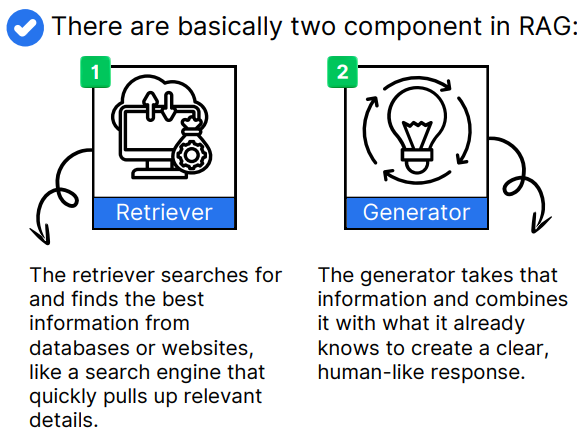 There are basically two component in RAG:
1
Retriever
The retriever searches for
and finds the best
information from
databases or websites,
like a search engine that
quickly pulls up relevant
details.
2
Generator
The generator takes that
information and combines
it with what it already
knows to create a clear,
human-like response.